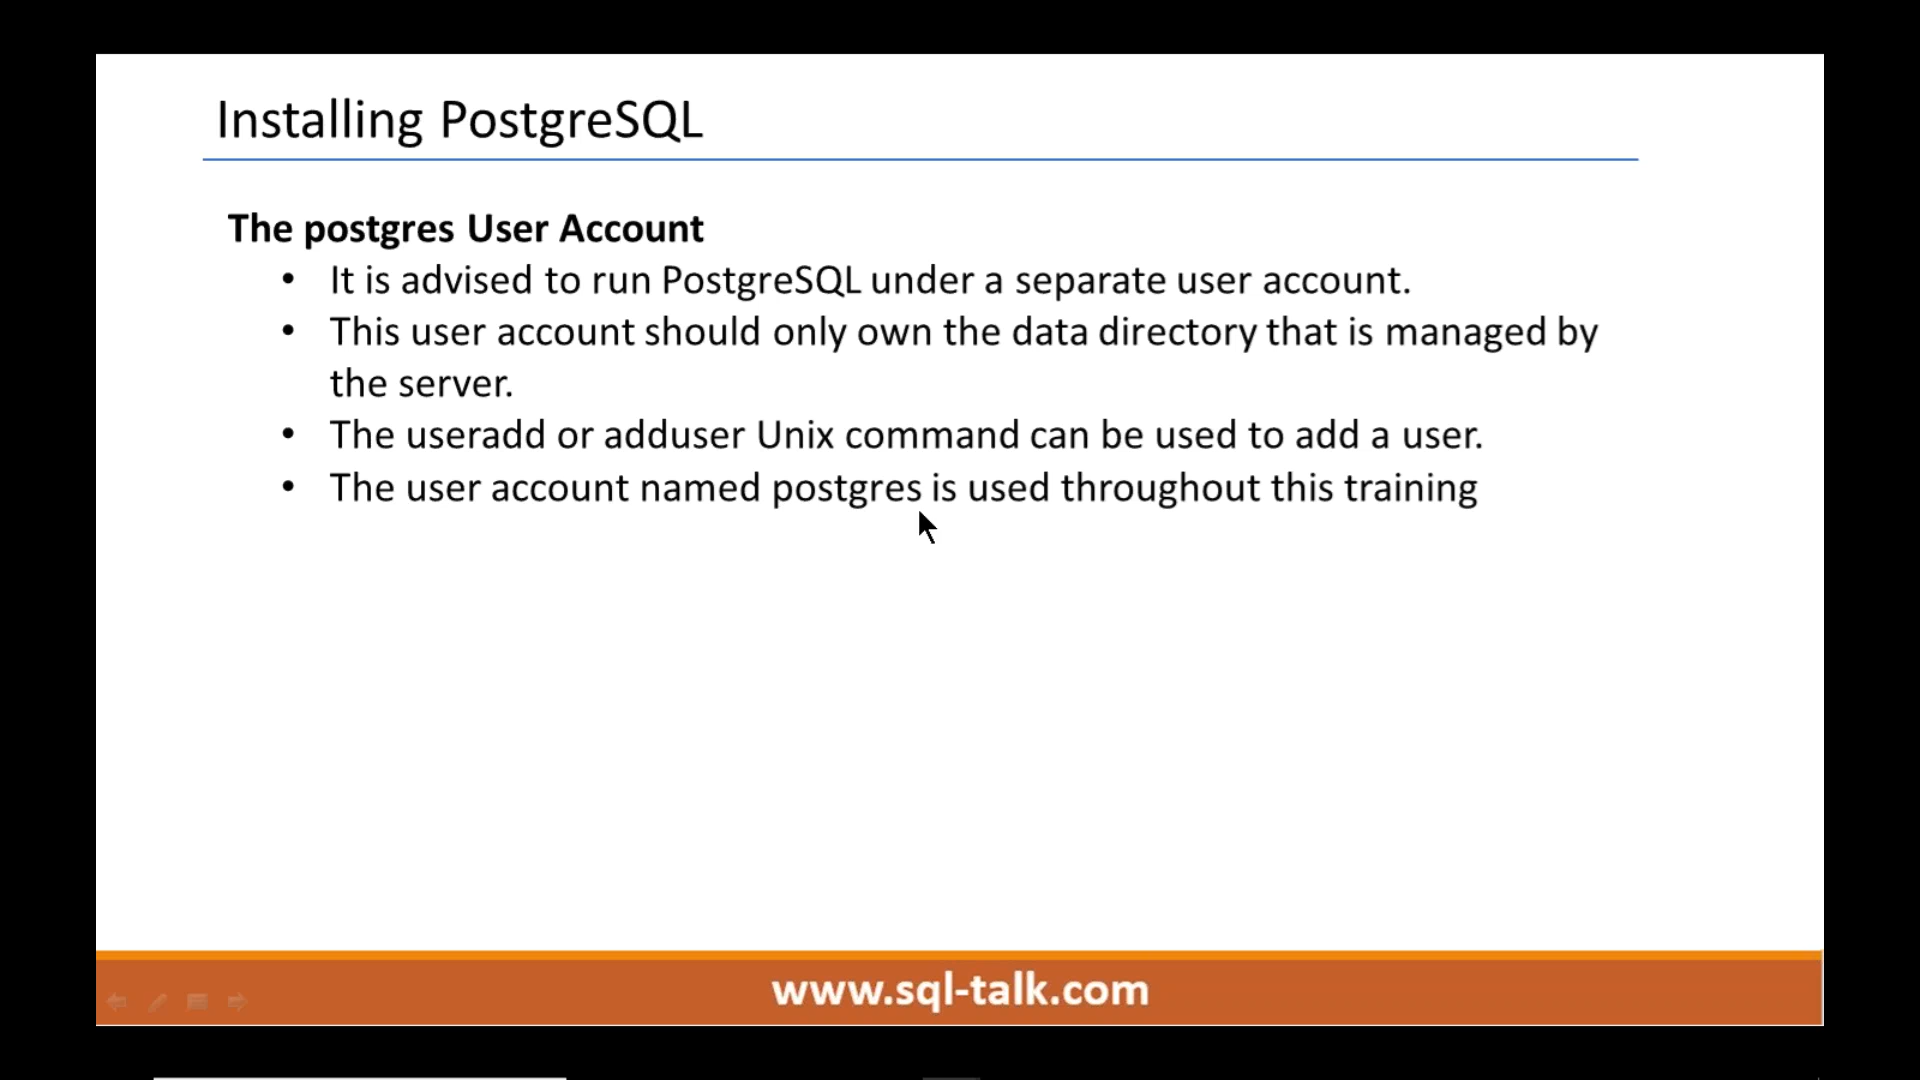 Installing PostgreSQL
The postgres User Account
• It is advised to run PostgreSQL under a separate user account.
• This user account should only own the data directory that is managed by
the server.
• The useradd or adduser Unix command can be used to add a user.
• The user account named postgres is used throughout this training
www.sql-talk.com